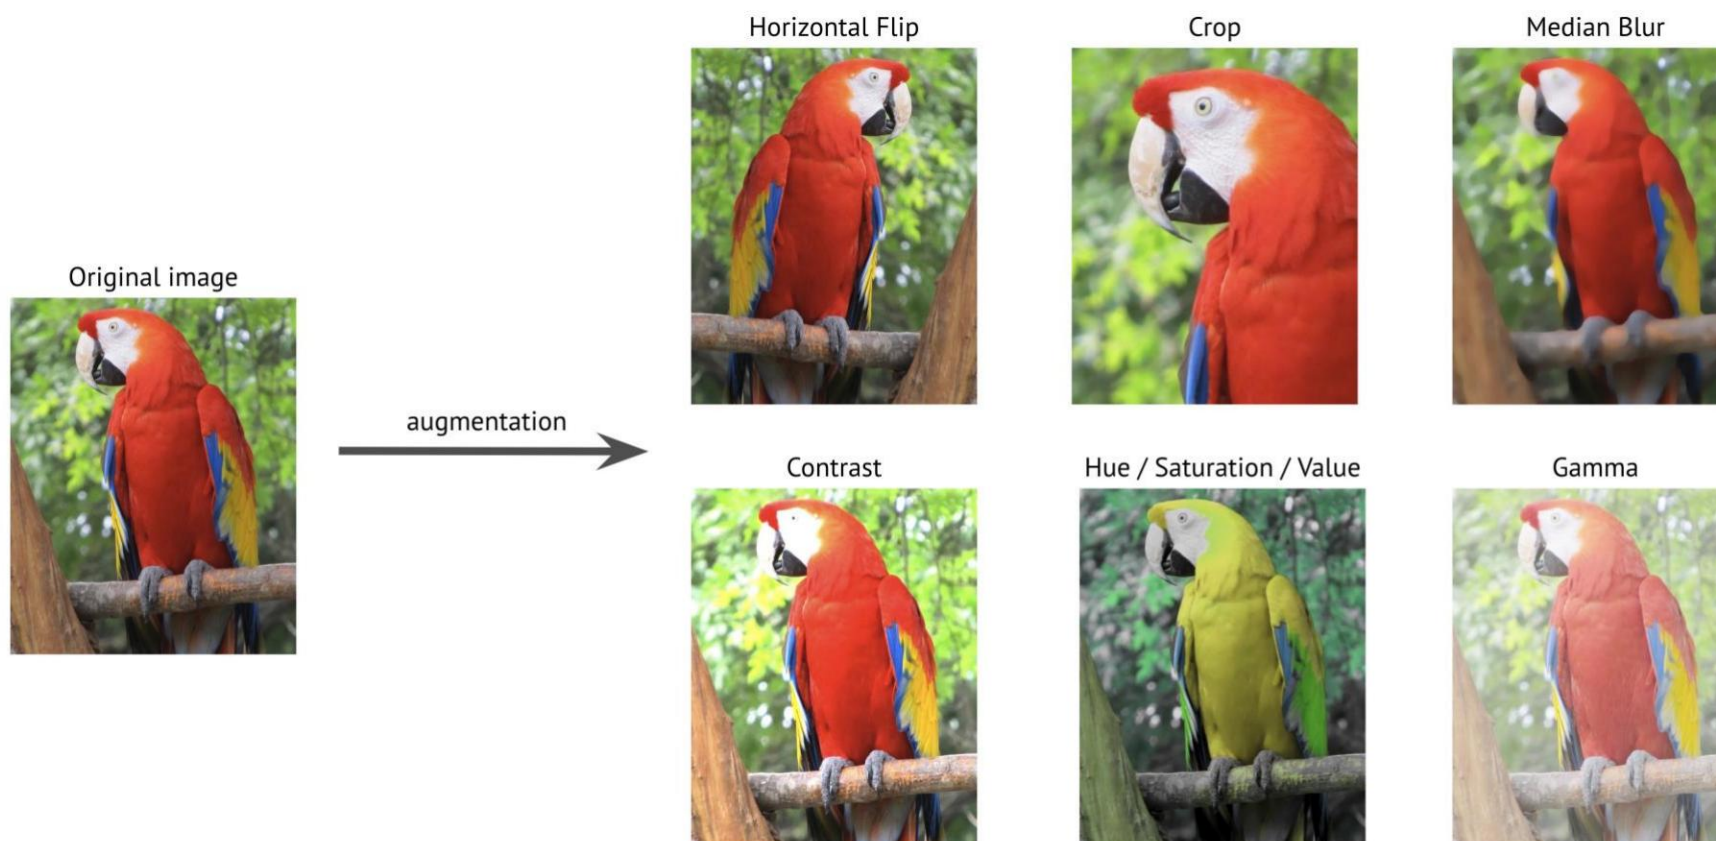 Horizontal Flip
Crop
Median Blur
Original image
augmentation
Contrast
Hue / Saturation / Value
Gamma